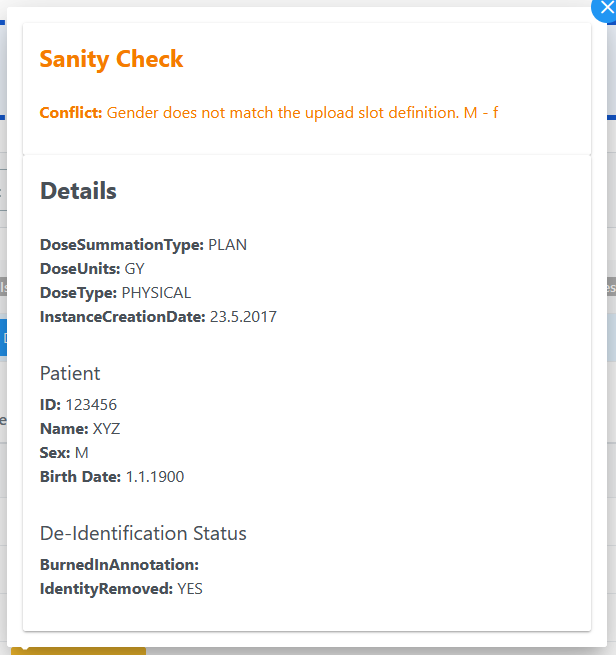 Sanity Check
Conflict: Gender does not match the upload slot definition. M - f
Details
DoseSummationType: PLAN
DoseUnits: GY
DoseType: PHYSICAL
InstanceCreationDate: 23.5.2017
Patient
ID: 123456
Name: XYZ
Sex: M
Birth Date: 1.1.1900
De-Identification Status
BurnedInAnnotation:
IdentityRemoved: YES